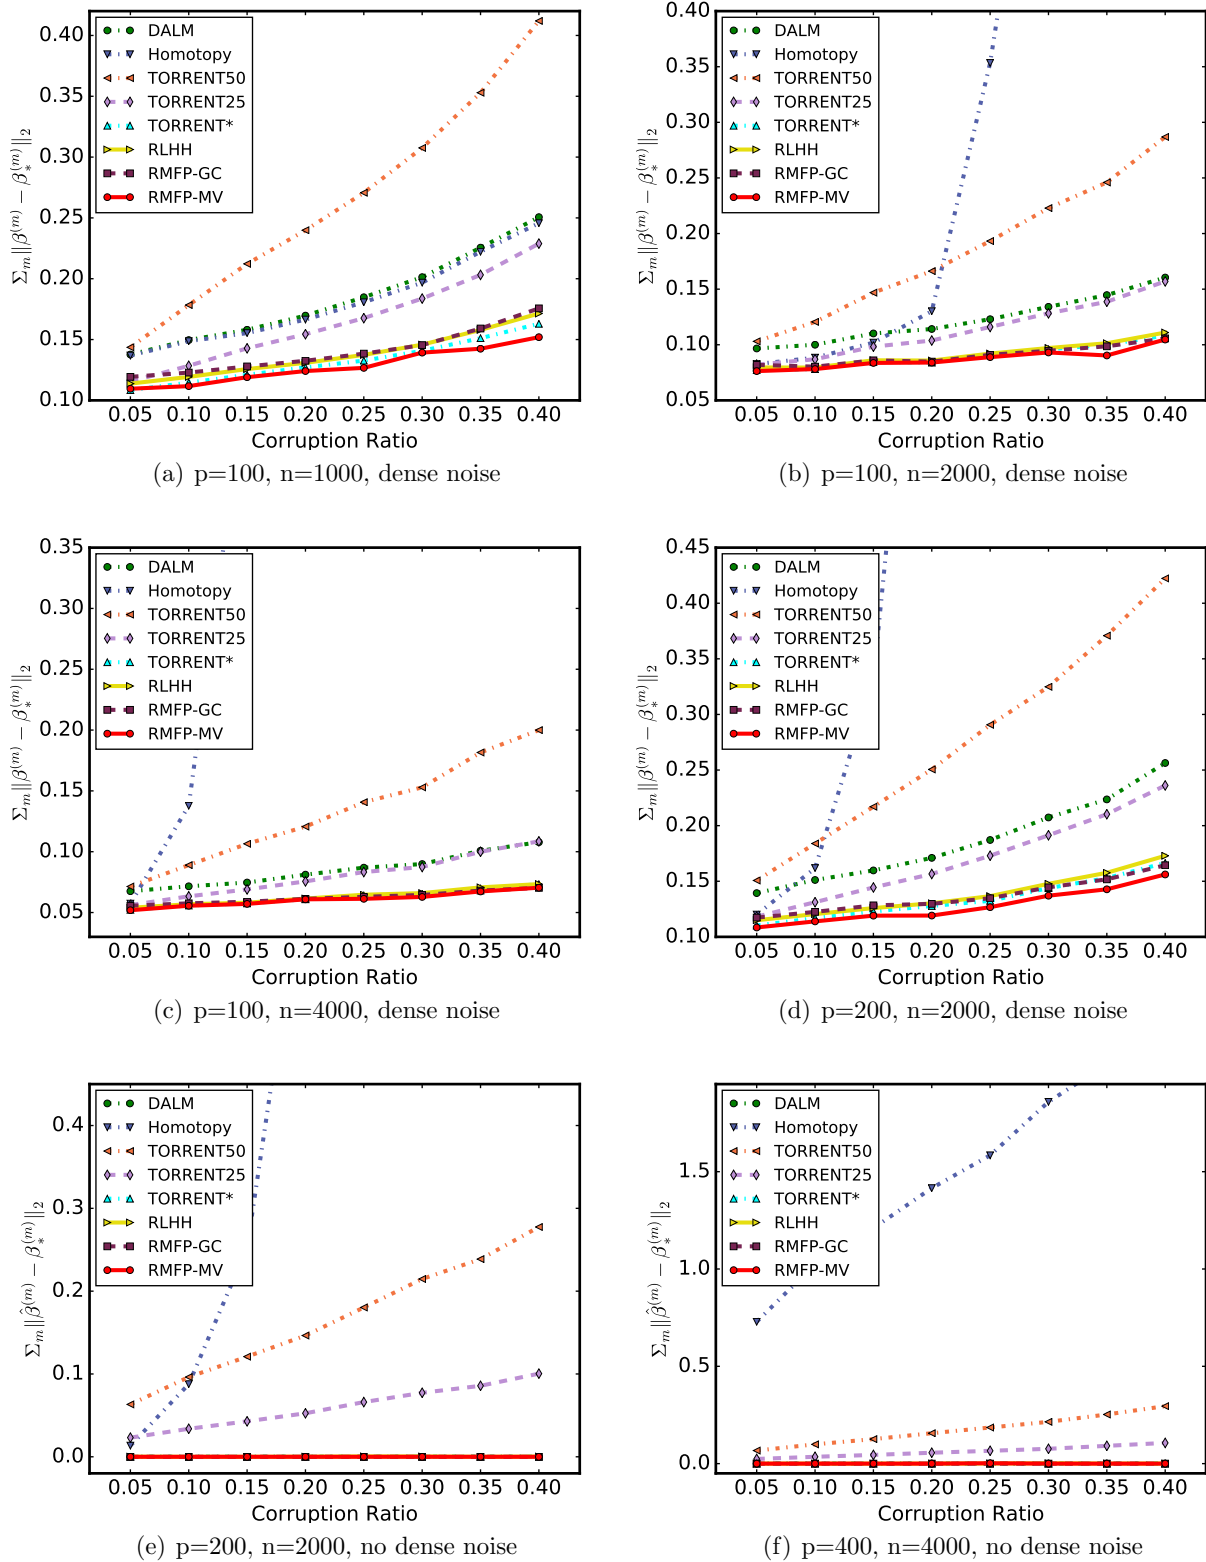 0.40
0.35
0.30
0.25
0.20
0.15
0.10
Σₘ||β⁽ᵐ⁾ − β₊⁽ᵐ⁾||₂
DALM
Homotopy
TORRENT50
TORRENT25
TORRENT*
RLHH
RMFP-GC
RMFP-MV
0.05 0.10 0.15 0.20 0.25 0.30 0.35 0.40
Corruption Ratio
(a) p=100, n=1000, dense noise
0.40
0.35
0.30
0.25
0.20
0.15
0.10
0.05
Σₘ||β⁽ᵐ⁾ − β₊⁽ᵐ⁾||₂
DALM
Homotopy
TORRENT50
TORRENT25
TORRENT*
RLHH
RMFP-GC
RMFP-MV
0.05 0.10 0.15 0.20 0.25 0.30 0.35 0.40
Corruption Ratio
(b) p=100, n=2000, dense noise
0.35
0.30
0.25
0.20
0.15
0.10
0.05
Σₘ||β⁽ᵐ⁾ − β₊⁽ᵐ⁾||₂
DALM
Homotopy
TORRENT50
TORRENT25
TORRENT*
RLHH
RMFP-GC
RMFP-MV
0.05 0.10 0.15 0.20 0.25 0.30 0.35 0.40
Corruption Ratio
(c) p=100, n=4000, dense noise
0.45
0.40
0.35
0.30
0.25
0.20
0.15
0.10
Σₘ||β⁽ᵐ⁾ − β₊⁽ᵐ⁾||₂
DALM
Homotopy
TORRENT50
TORRENT25
TORRENT*
RLHH
RMFP-GC
RMFP-MV
0.05 0.10 0.15 0.20 0.25 0.30 0.35 0.40
Corruption Ratio
(d) p=200, n=2000, dense noise
0.4
0.3
0.2
0.1
0.0
Σₘ||β̂⁽ᵐ⁾ − β₊⁽ᵐ⁾||₂
DALM
Homotopy
TORRENT50
TORRENT25
TORRENT*
RLHH
RMFP-GC
RMFP-MV
0.05 0.10 0.15 0.20 0.25 0.30 0.35 0.40
Corruption Ratio
(e) p=200, n=2000, no dense noise
1.5
1.0
0.5
0.0
Σₘ||β̂⁽ᵐ⁾ − β₊⁽ᵐ⁾||₂
DALM
Homotopy
TORRENT50
TORRENT25
TORRENT*
RLHH
RMFP-GC
RMFP-MV
0.05 0.10 0.15 0.20 0.25 0.30 0.35 0.40
Corruption Ratio
(f) p=400, n=4000, no dense noise